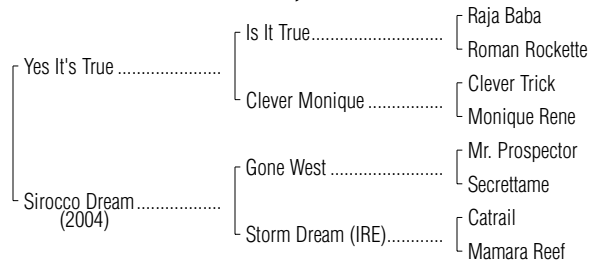 Raja Baba
Is It True...........................
Roman Rockette
Yes It's True .....................
Clever Trick
Clever Monique ...............
Monique Rene
Mr. Prospector
Gone West .......................
Secrettame
Sirocco Dream.................
(2004)
Catrail
Storm Dream (IRE)............
Mamara Reef